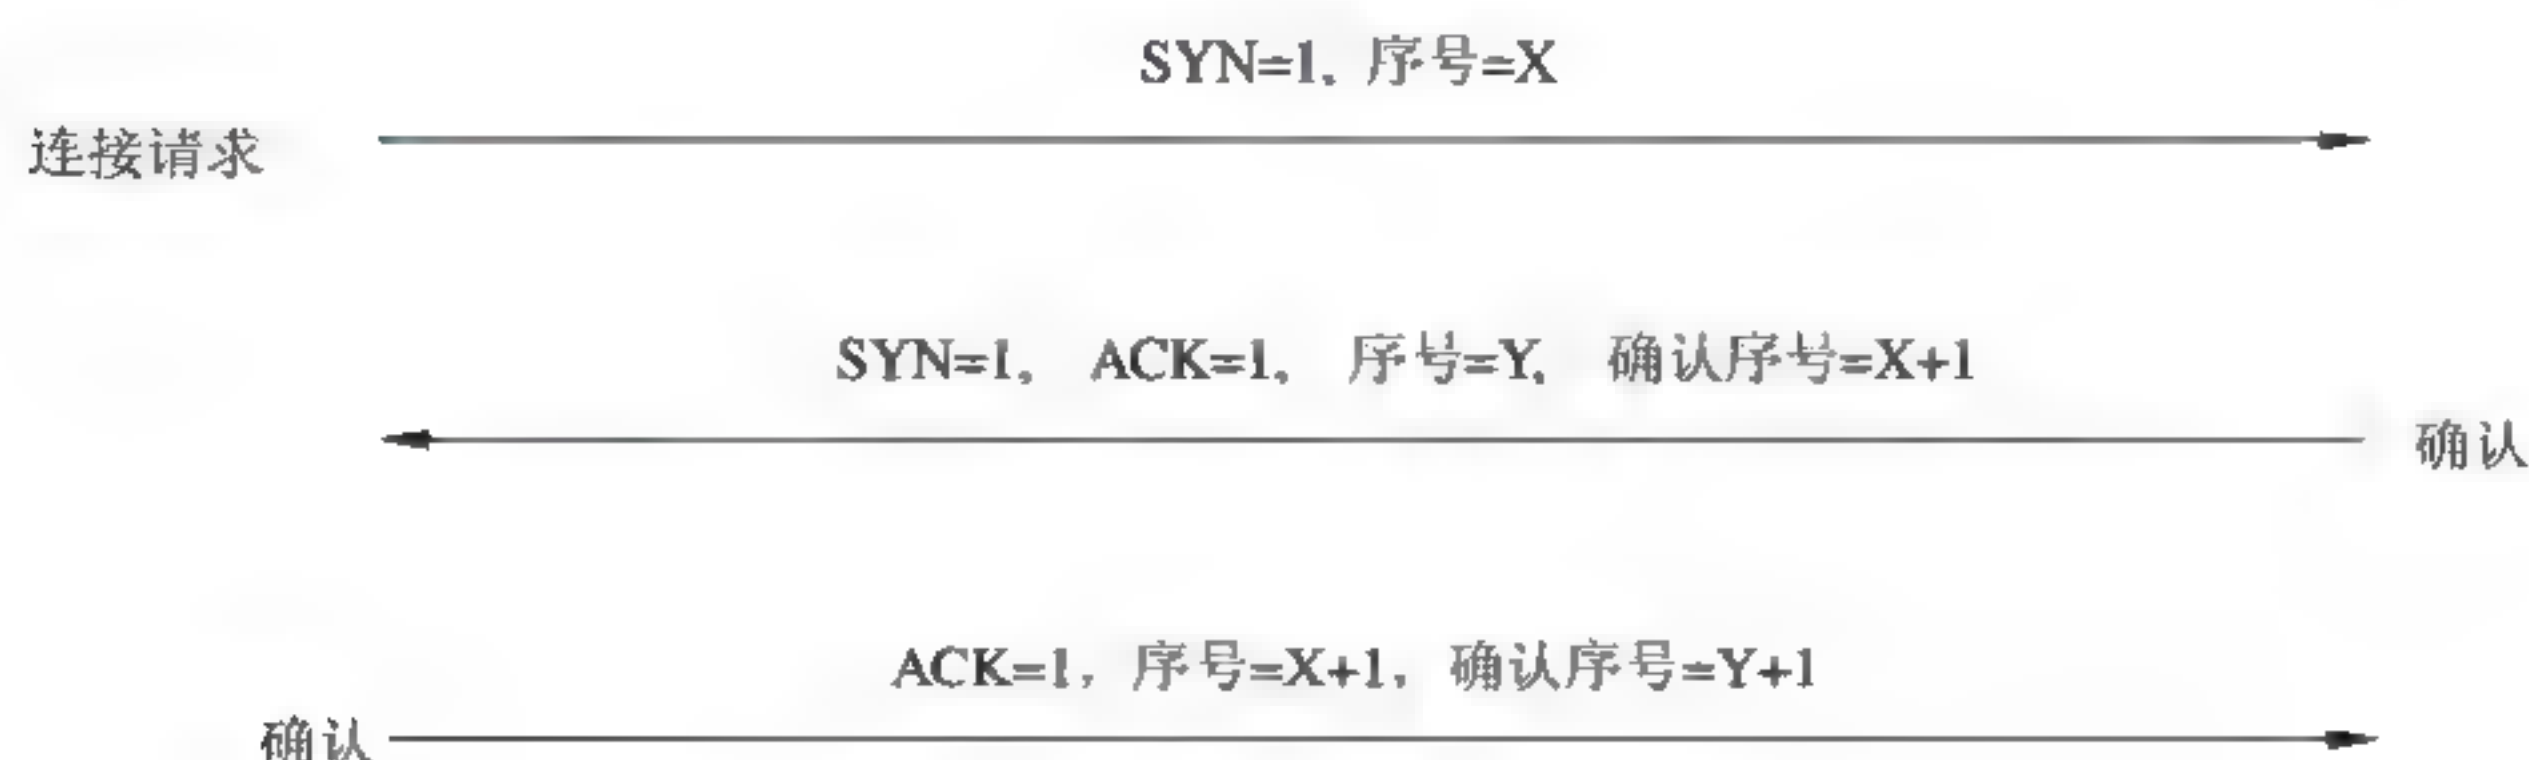 SYN=1, 序号=X
连接请求
SYN=1, ACK=1, 序号=Y, 确认序号=X+1
确认
ACK=1, 序号=X+1, 确认序号=Y+1
确认